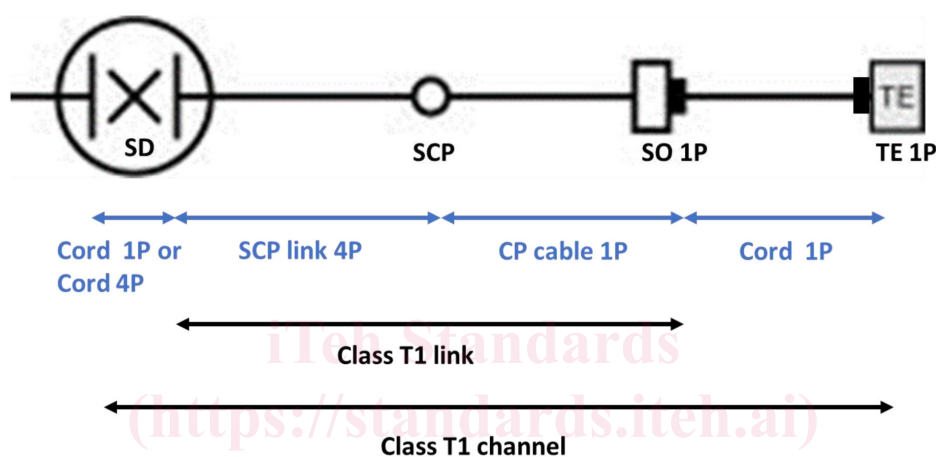 TE
SD
SCP
SO 1P
TE 1P
Cord 1P or
Cord 4P
SCP link 4P
CP cable 1P
Cord 1P
iTeh Standards
Class T1 link
(https://standards.iteh.ai)
Class T1 channel